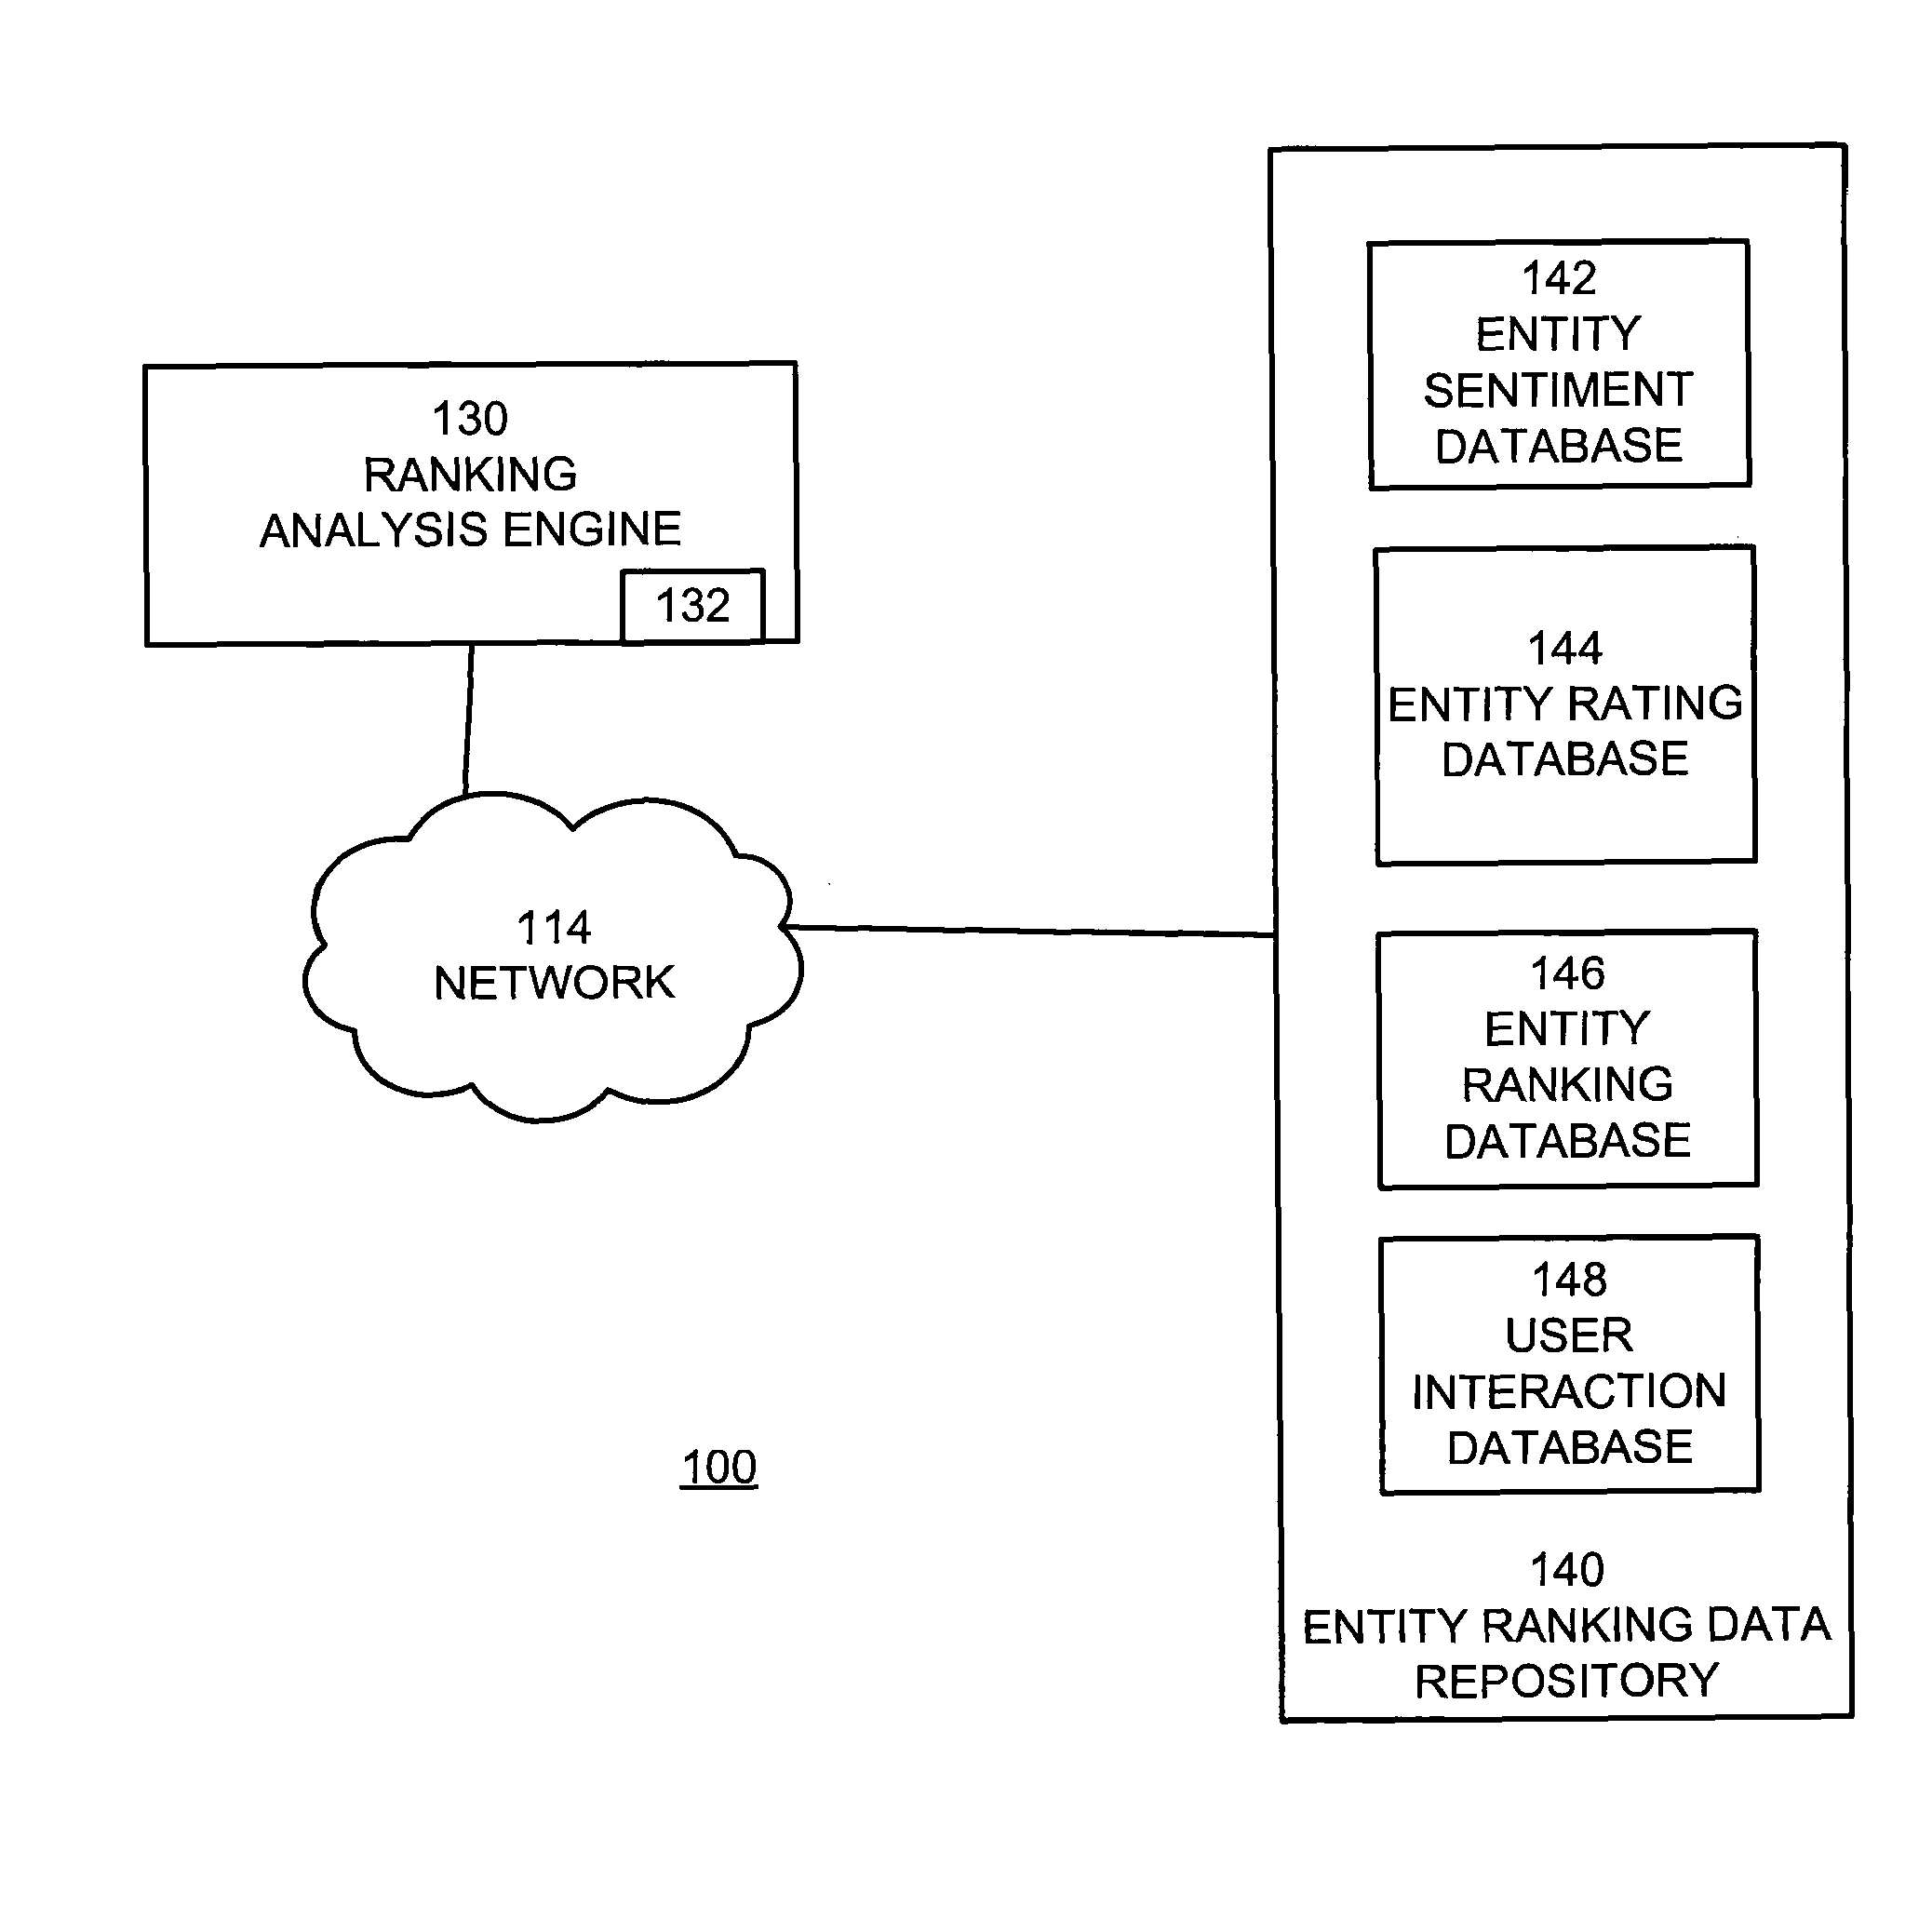 130
RANKING
ANALYSIS ENGINE
132
114
NETWORK
100
142
ENTITY
SENTIMENT
DATABASE
144
ENTITY RATING
DATABASE
146
ENTITY
RANKING
DATABASE
148
USER
INTERACTION
DATABASE
140
ENTITY RANKING DATA
REPOSITORY